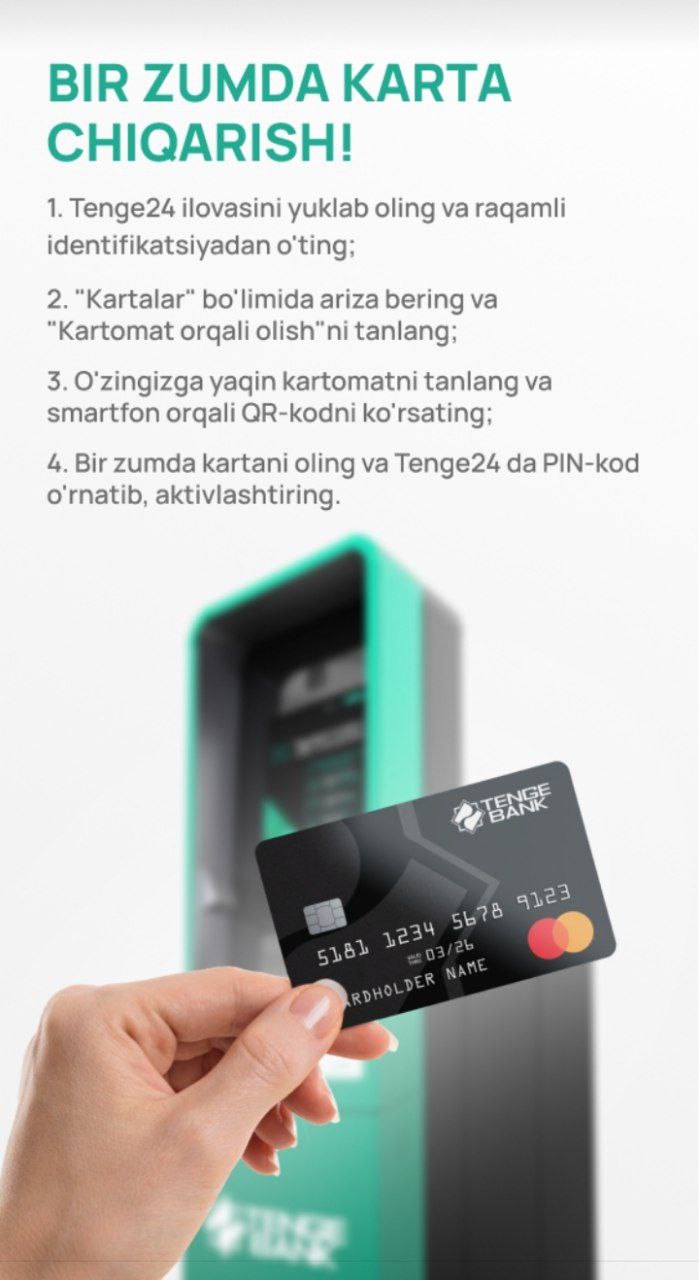 BIR ZUMDA KARTA
CHIQARISH!
1. Tenge24 ilovasini yuklab oling va raqamli
identifikatsiyadan o'ting;
2. "Kartalar" bo'limida ariza bering va
"Kartomat orqali olish"ni tanlang;
3. O'zingizga yaqin kartomatni tanlang va
smartfon orqali QR-kodni ko'rsating;
4. Bir zumda kartani oling va Tenge24 da PIN-kod
o'rnatib, aktivlashtiring.
TENGE
BANK
5181 1234 5678 9123
VALID
THRU 03/26
ARDHOLDER NAME
TENGE
BANK